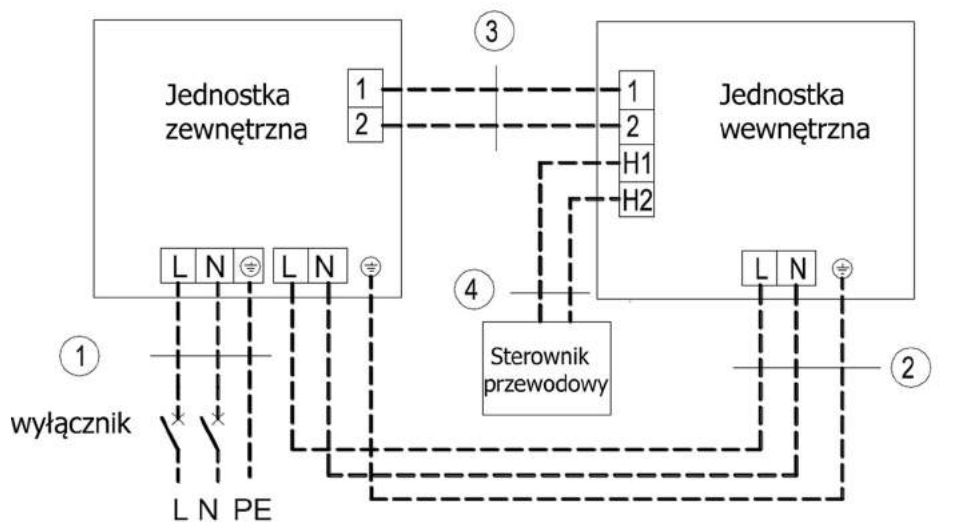 3
Jednostka
zewnętrzna
1
2
1
2
H1
H2
Jednostka
wewnętrzna
L N
L N
L N
4
Sterownik
przewodowy
1
2
wyłącznik
L N PE